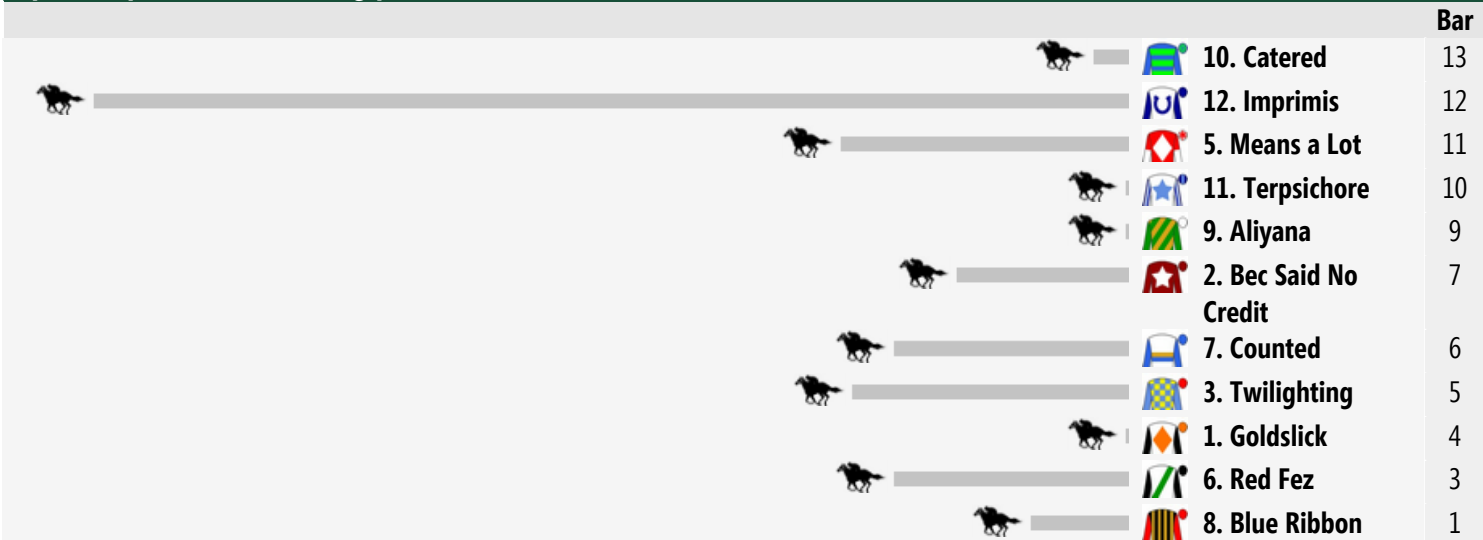 Bar
10. Catered 13
12. Imprimis 12
5. Means a Lot 11
11. Terpsichore 10
9. Aliyana 9
2. Bec Said No 7
Credit
7. Counted 6
3. Twilighting 5
1. Goldslick 4
6. Red Fez 3
8. Blue Ribbon 1